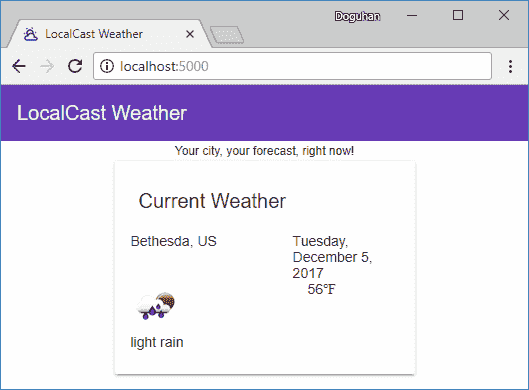 Doguhan
LocalCast Weather
localhost:5000
LocalCast Weather
Your city, your forecast, right now!
Current Weather
Bethesda, US
Tuesday,
December 5,
2017
56°F
light rain